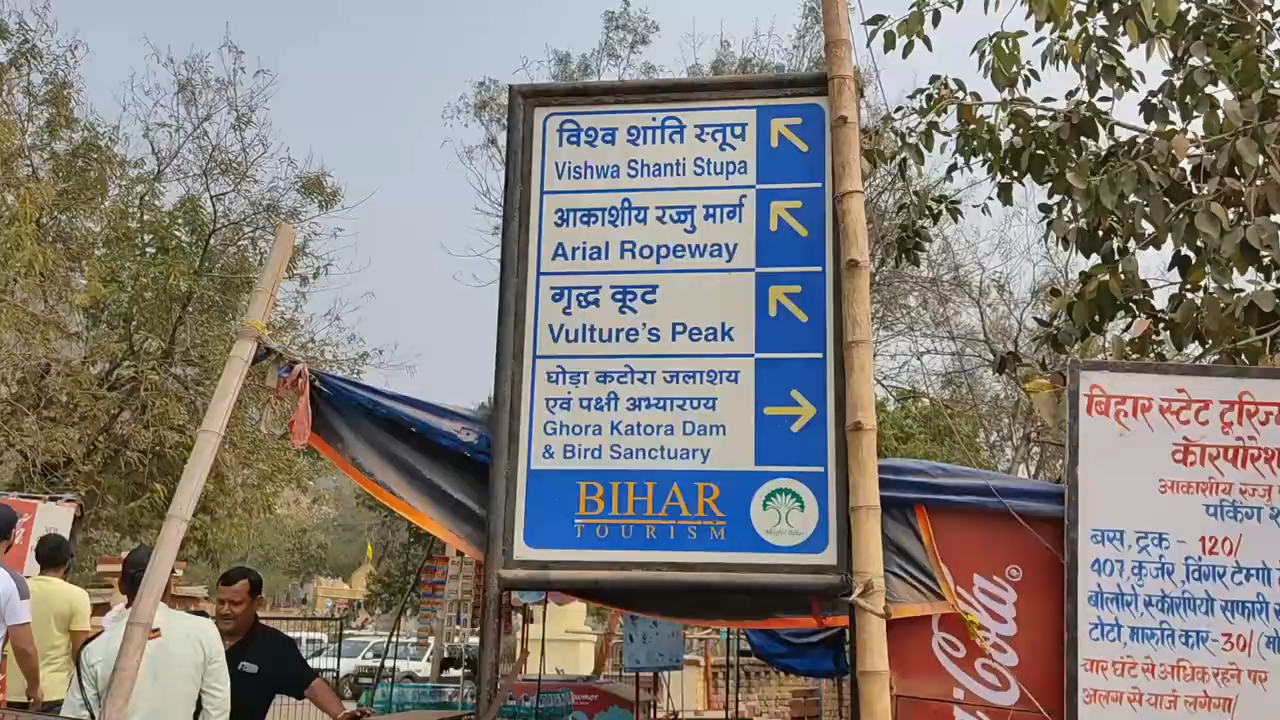 विश्व शांति स्तूप
Vishwa Shanti Stupa
आकाशीय रज्जु मार्ग
Arial Ropeway
गृद्ध कूट
Vulture's Peak
घोड़ा कटोरा जलाशय
एवं पक्षी अभ्यारण्य
Ghora Katora Dam
& Bird Sanctuary
BIHAR
TOURISM
बिहार स्टेट टूरिज
कॉरपोरेश
आकाशीय रज्जु
पर्किंग
बस, ट्रक - 120/
407, कुर्जर, विंगर टेम्पो
बोलोरो स्कोरपियो सफारी
टोटो, मारूति कार - 30/
चार घंटे से अधिक रहने पर
अलग से चार्ज लगेगा/
Cola